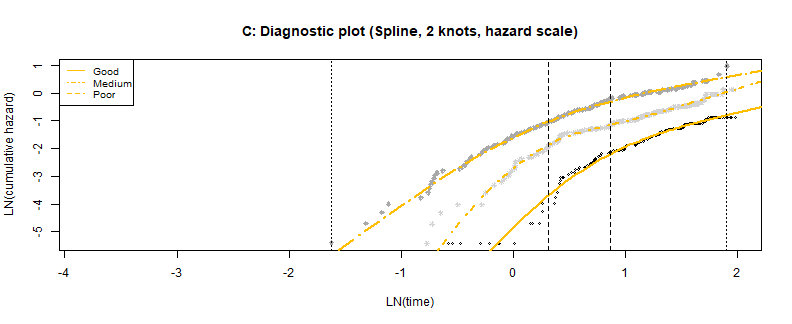 C: Diagnostic plot (Spline, 2 knots, hazard scale)
LN(cumulative hazard)
1
0
-1
-2
-3
-4
-5
Good
Medium
Poor
-4 -3 -2 -1 0 1 2
LN(time)